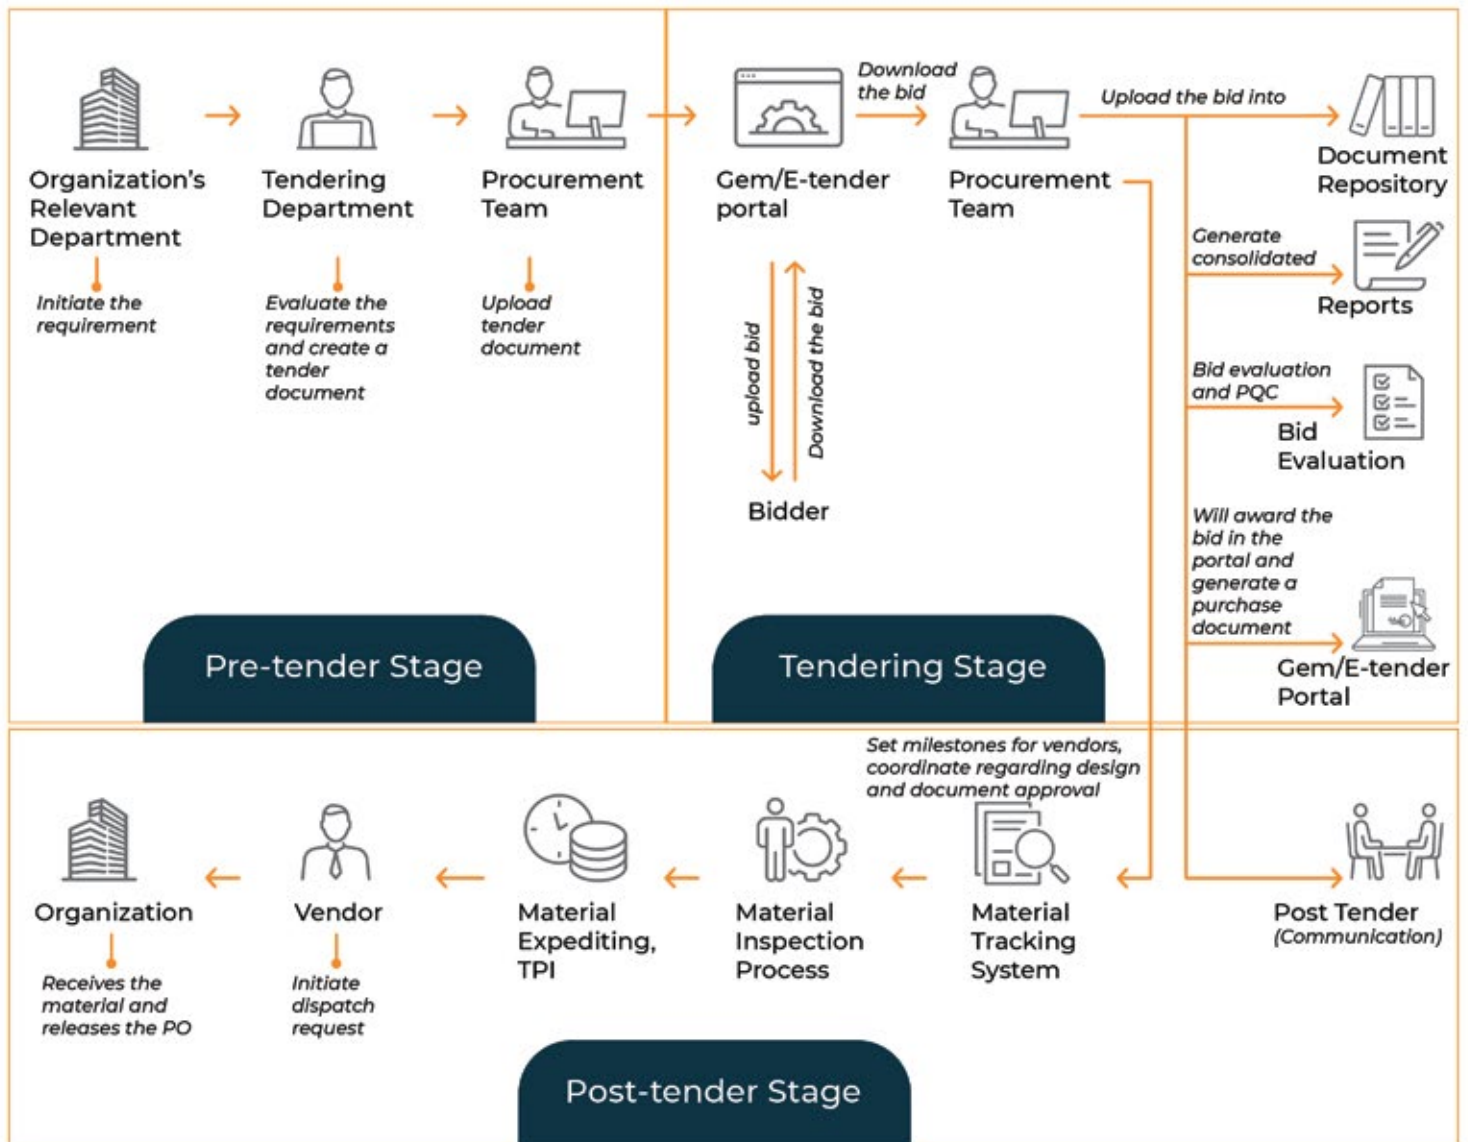 Organization's
Relevant
Department
Initiate the
requirement
Tendering
Department
Evaluate the
requirements
and create a
tender
document
Procurement
Team
Upload
tender
document
Pre-tender Stage
Gem/E-tender
portal
Download
the bid
upload bid
Download the bid
Bidder
Procurement
Team
Upload the bid into
Document
Repository
Generate
consolidated
Reports
Bid evaluation
and PQC
Bid
Evaluation
Will award the
bid in the
portal and
generate a
purchase
document
Gem/E-tender
Portal
Tendering Stage
Set milestones for vendors,
coordinate regarding design
and document approval
Organization
Receives the
material and
releases the PO
Vendor
Initiate
dispatch
request
Material
Expediting,
TPI
Material
Inspection
Process
Material
Tracking
System
Post Tender
(Communication)
Post-tender Stage